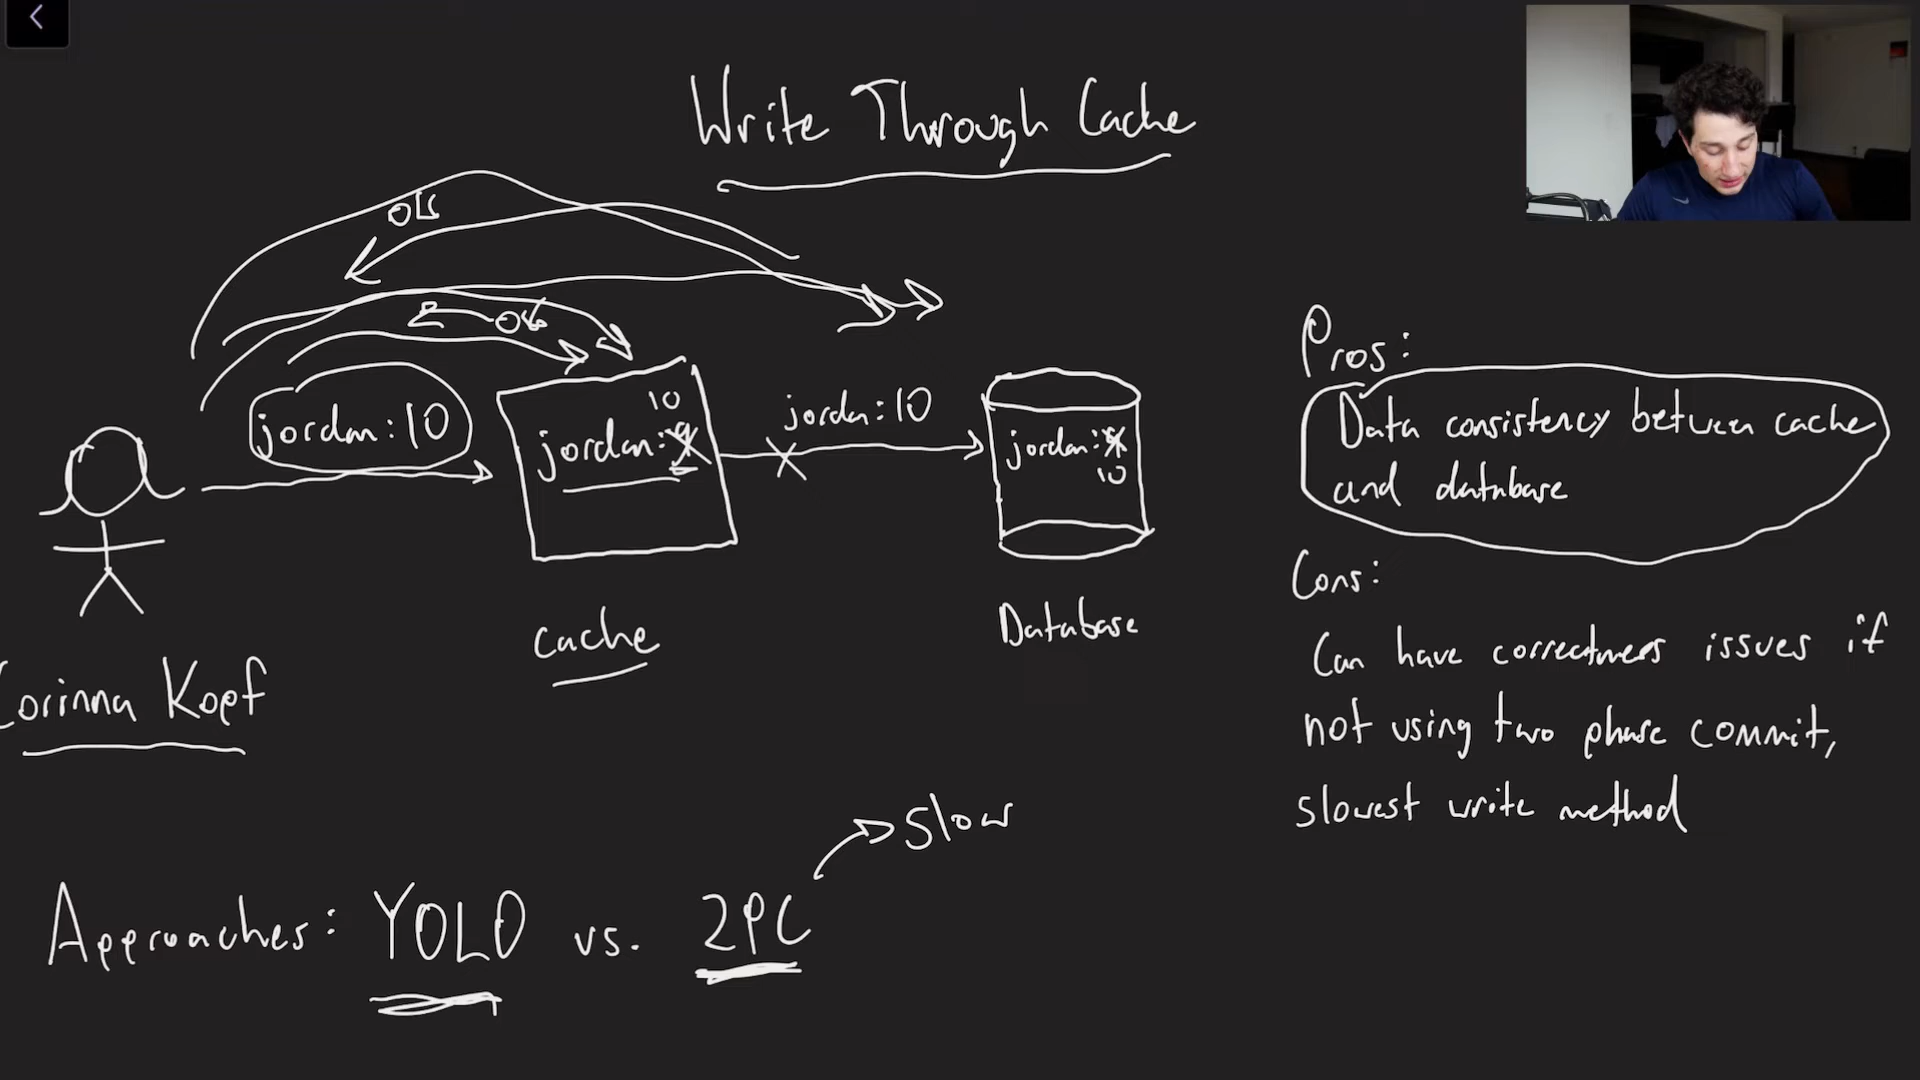 Write Through Cache
ok
ok
jordan:10
10
jordan:
jordan:10
jordan:
10
Cache
Database
Corinna Kopf
Pros:
Data consistency between cache
and database
Cons:
Can have correctness issues if
not using two phase commit,
slowest write method
slow
Approaches: YOLO vs. 2PC